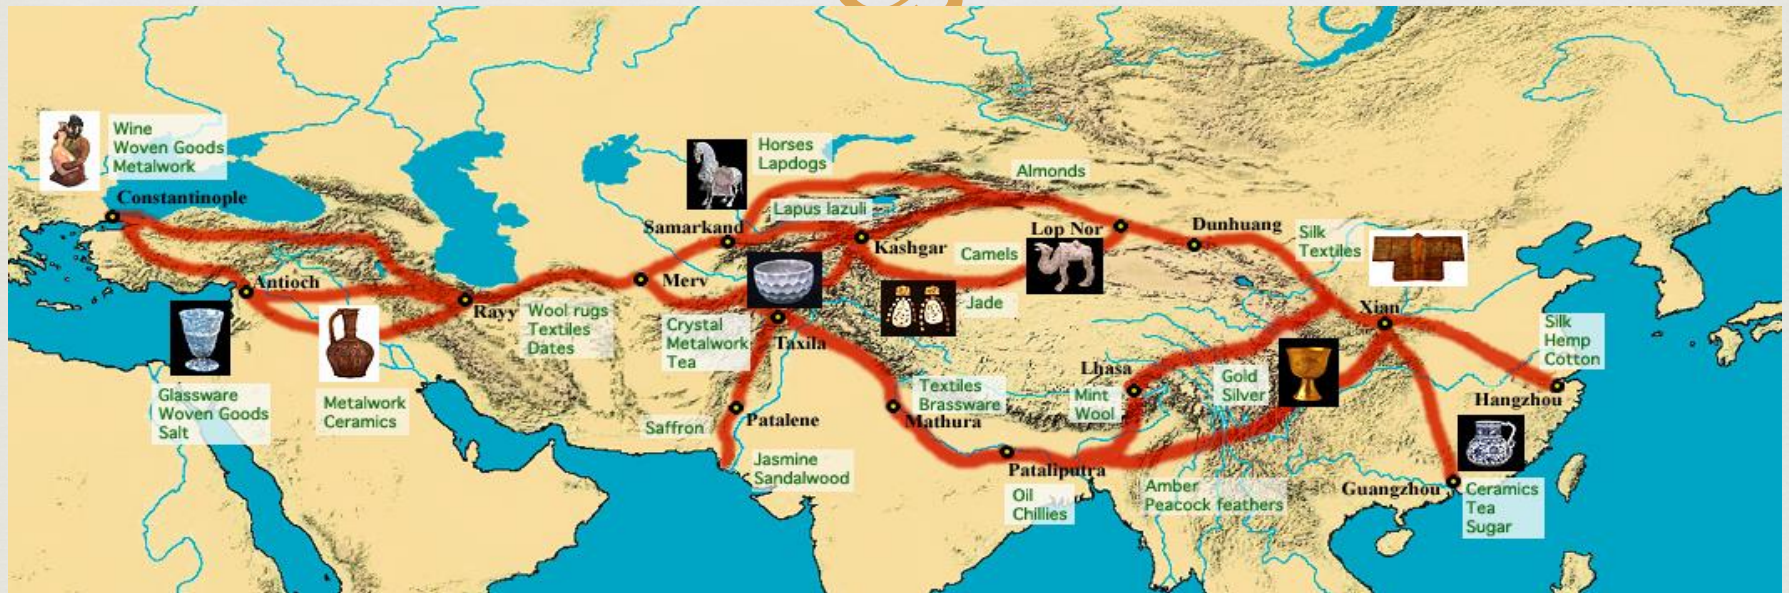 Wine
Woven Goods
Metalwork
Constantinople
Antioch
Glassware
Woven Goods
Salt
Metalwork
Ceramics
Rayy
Wool rugs
Textiles
Dates
Merv
Samarkand
Horses
Lapdogs
Lapus lazuli
Kashgar
Crystal
Metalwork
Tea
Taxila
Saffron
Patalene
Jasmine
Sandalwood
Textiles
Brassware
Mathura
Pataliputra
Oil
Chillies
Almonds
Camels
Jade
Lop Nor
Dunhuang
Silk
Textiles
Xian
Lhasa
Mint
Wool
Gold
Silver
Amber
Peacock feathers
Silk
Hemp
Cotton
Hangzhou
Guangzhou
Ceramics
Tea
Sugar